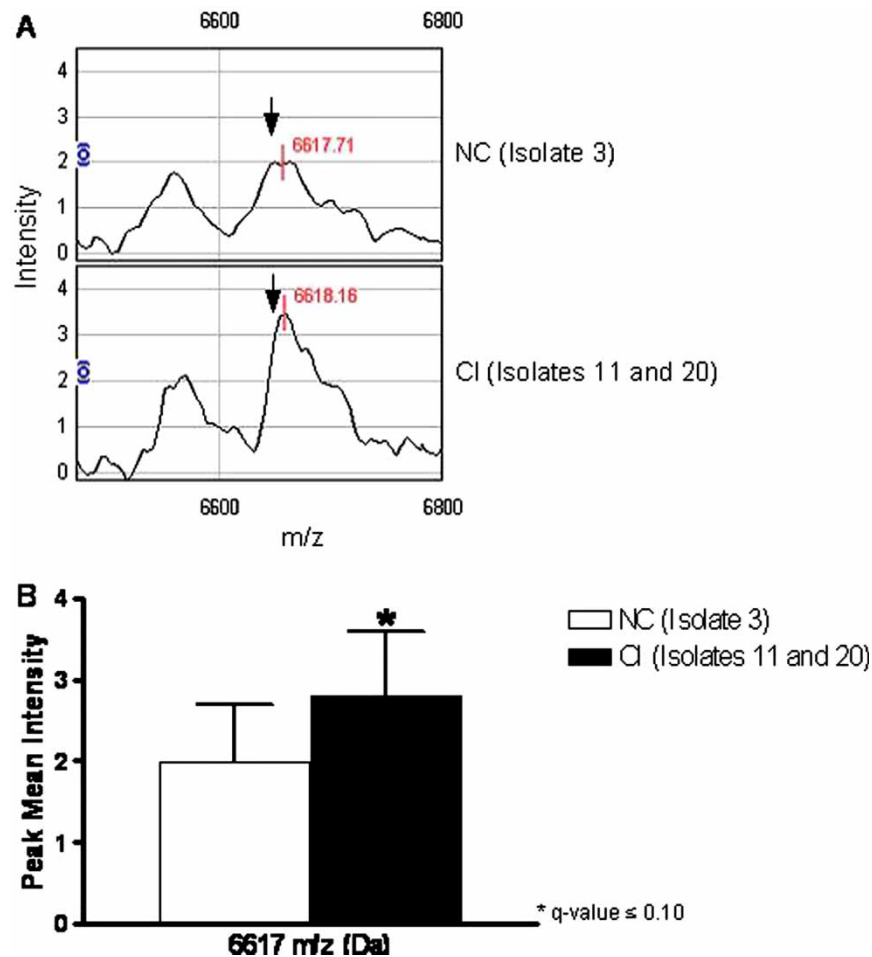 A
6600 6800
4
3
2
1
0
6617.71
NC (Isolate 3)
Intensity
4
3
2
1
0
6618.16
CI (Isolates 11 and 20)
6600 6800
m/z
B
4
3
2
1
0
Peak Mean Intensity
*
NC (Isolate 3)
CI (Isolates 11 and 20)
6617 m/z (Da)
* q-value ≤ 0.10